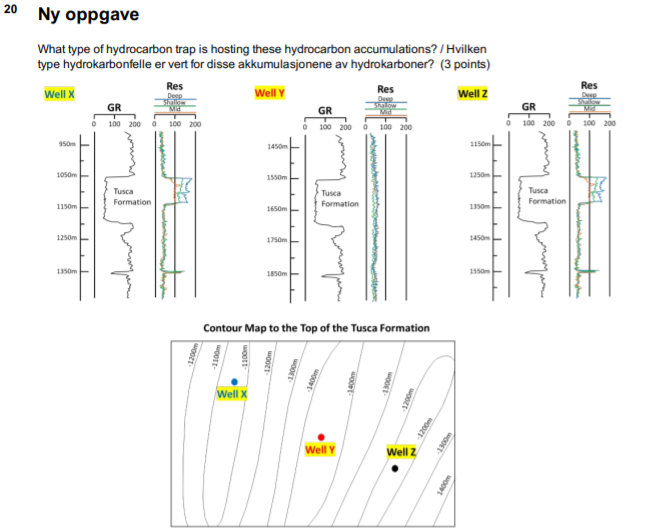 20 Ny oppgave
What type of hydrocarbon trap is hosting these hydrocarbon accumulations? / Hvilken
type hydrokarbonfelle er vert for disse akkumulasjonene av hydrokarboner? (3 points)
Well X
GR
0 100 200
Res
Deep
Shallow
Mid
0 100 200
950m
1050m
1150m
1250m
1350m
Tusca
Formation
Well Y
GR
0 100 200
Res
Deep
Shallow
Mid
0 100 200
1450m
1550m
1650m
1750m
1850m
Tusca
Formation
Well Z
GR
0 100 200
Res
Deep
Shallow
Mid
0 100 200
1150m
1250m
1350m
1450m
1550m
Tusca
Formation
Contour Map to the Top of the Tusca Formation
-1200m
-1100m
-1100m
-1200m
-1300m
-1400m
-1400m
-1300m
-1200m
-1200m
-1300m
1400m
Well X
Well Y
Well Z